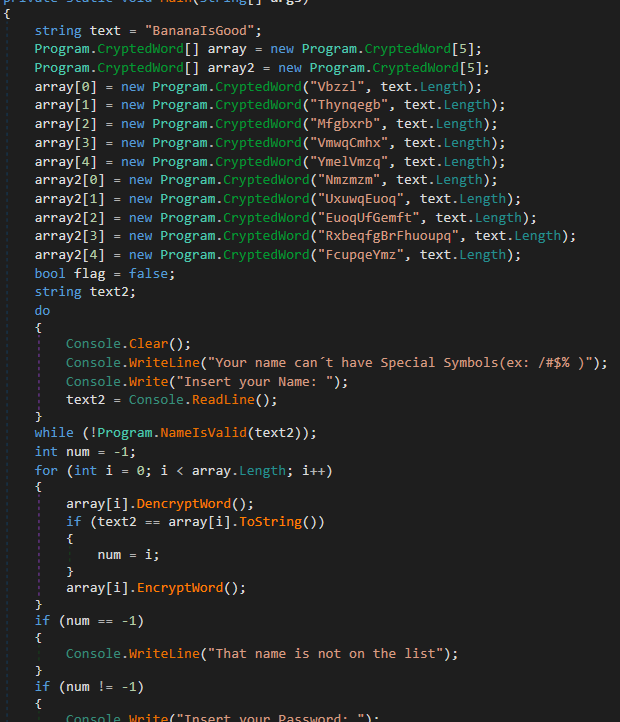 private static void Main(string[] args)
{
string text = "BananaIsGood";
Program.CryptedWord[] array = new Program.CryptedWord[5];
Program.CryptedWord[] array2 = new Program.CryptedWord[5];
array[0] = new Program.CryptedWord("Vbzzl", text.Length);
array[1] = new Program.CryptedWord("Thynqegb", text.Length);
array[2] = new Program.CryptedWord("Mfgbxrb", text.Length);
array[3] = new Program.CryptedWord("VmwqCmhx", text.Length);
array[4] = new Program.CryptedWord("YmelVmzq", text.Length);
array2[0] = new Program.CryptedWord("Nmzmzm", text.Length);
array2[1] = new Program.CryptedWord("UxuwqEuoq", text.Length);
array2[2] = new Program.CryptedWord("EuoqUfGemft", text.Length);
array2[3] = new Program.CryptedWord("RxbeqfgBrFhuoupq", text.Length);
array2[4] = new Program.CryptedWord("FcupqeYmz", text.Length);
bool flag = false;
string text2;
do
{
Console.Clear();
Console.WriteLine("Your name can´t have Special Symbols(ex: /#$% )");
Console.Write("Insert your Name: ");
text2 = Console.ReadLine();
}
while (!Program.NameIsValid(text2));
int num = -1;
for (int i = 0; i < array.Length; i++)
{
array[i].DencryptWord();
if (text2 == array[i].ToString())
{
num = i;
}
array[i].EncryptWord();
}
if (num == -1)
{
Console.WriteLine("That name is not on the list");
}
if (num != -1)
{
Console.Write("Insert your Password: ");